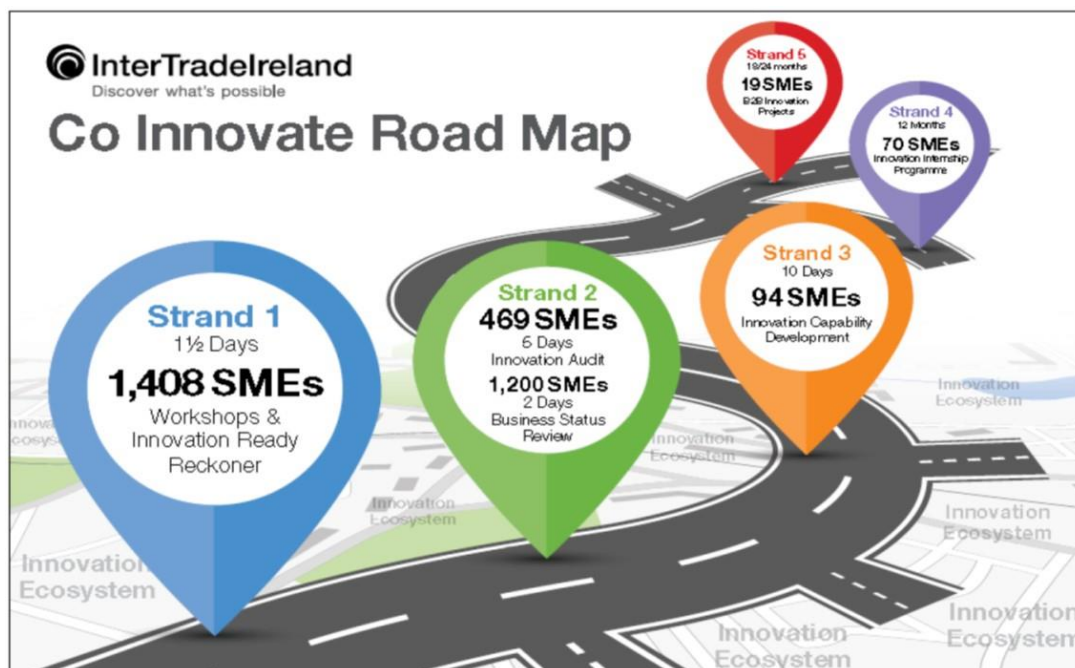 InterTradeIreland
Discover what's possible
Co Innovate Road Map
Strand 1
1½ Days
1,408 SMEs
Workshops &
Innovation Ready
Reckoner
Strand 2
469 SMEs
5 Days
Innovation Audit
1,200 SMEs
2 Days
Business Status
Review
Strand 3
10 Days
94 SMEs
Innovation Capability
Development
Strand 4
12 Months
70 SMEs
Innovation Internship
Programme
Strand 5
18/24 months
19 SMEs
B2B Innovation
Projects
Innovation
Ecosystem
Innovation
Ecosystem
Innovation
Ecosystem
Innovation
Ecosystem
Innovation
Ecosystem
Innovation
Ecosystem
Innovation
Ecosystem